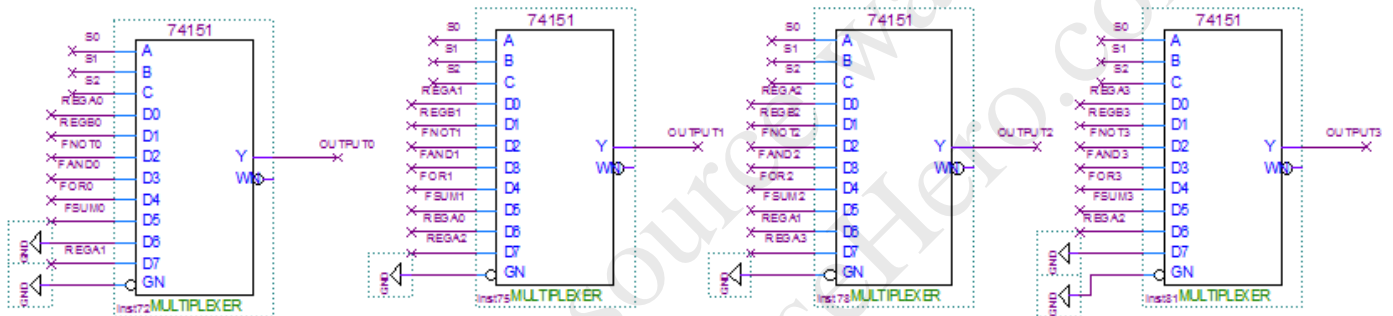 74151
S0
A
S1
B
S2
C
REGA0
D0
REGB0
D1
FNOT0
D2
FAND0
D3
FOR0
D4
FSUM0
D5
GND
D6
REGA1
D7
GND
GN
Y
WN
OUTPUT0
inst72
MULTIPLEXER
74151
S0
A
S1
B
S2
C
REGA1
D0
REGB1
D1
FNOT1
D2
FAND1
D3
FOR1
D4
FSUM1
D5
REGA0
D6
REGA2
D7
GND
GN
Y
WN
OUTPUT1
inst75
MULTIPLEXER
74151
S0
A
S1
B
S2
C
REGA2
D0
REGB2
D1
FNOT2
D2
FAND2
D3
FOR2
D4
FSUM2
D5
REGA1
D6
REGA3
D7
GND
GN
Y
WN
OUTPUT2
inst78
MULTIPLEXER
74151
S0
A
S1
B
S2
C
REGA3
D0
REGB3
D1
FNOT3
D2
FAND3
D3
FOR3
D4
FSUM3
D5
REGA2
D6
GND
D7
GND
GN
Y
WN
OUTPUT3
inst81
MULTIPLEXER
source wa
eHero.co